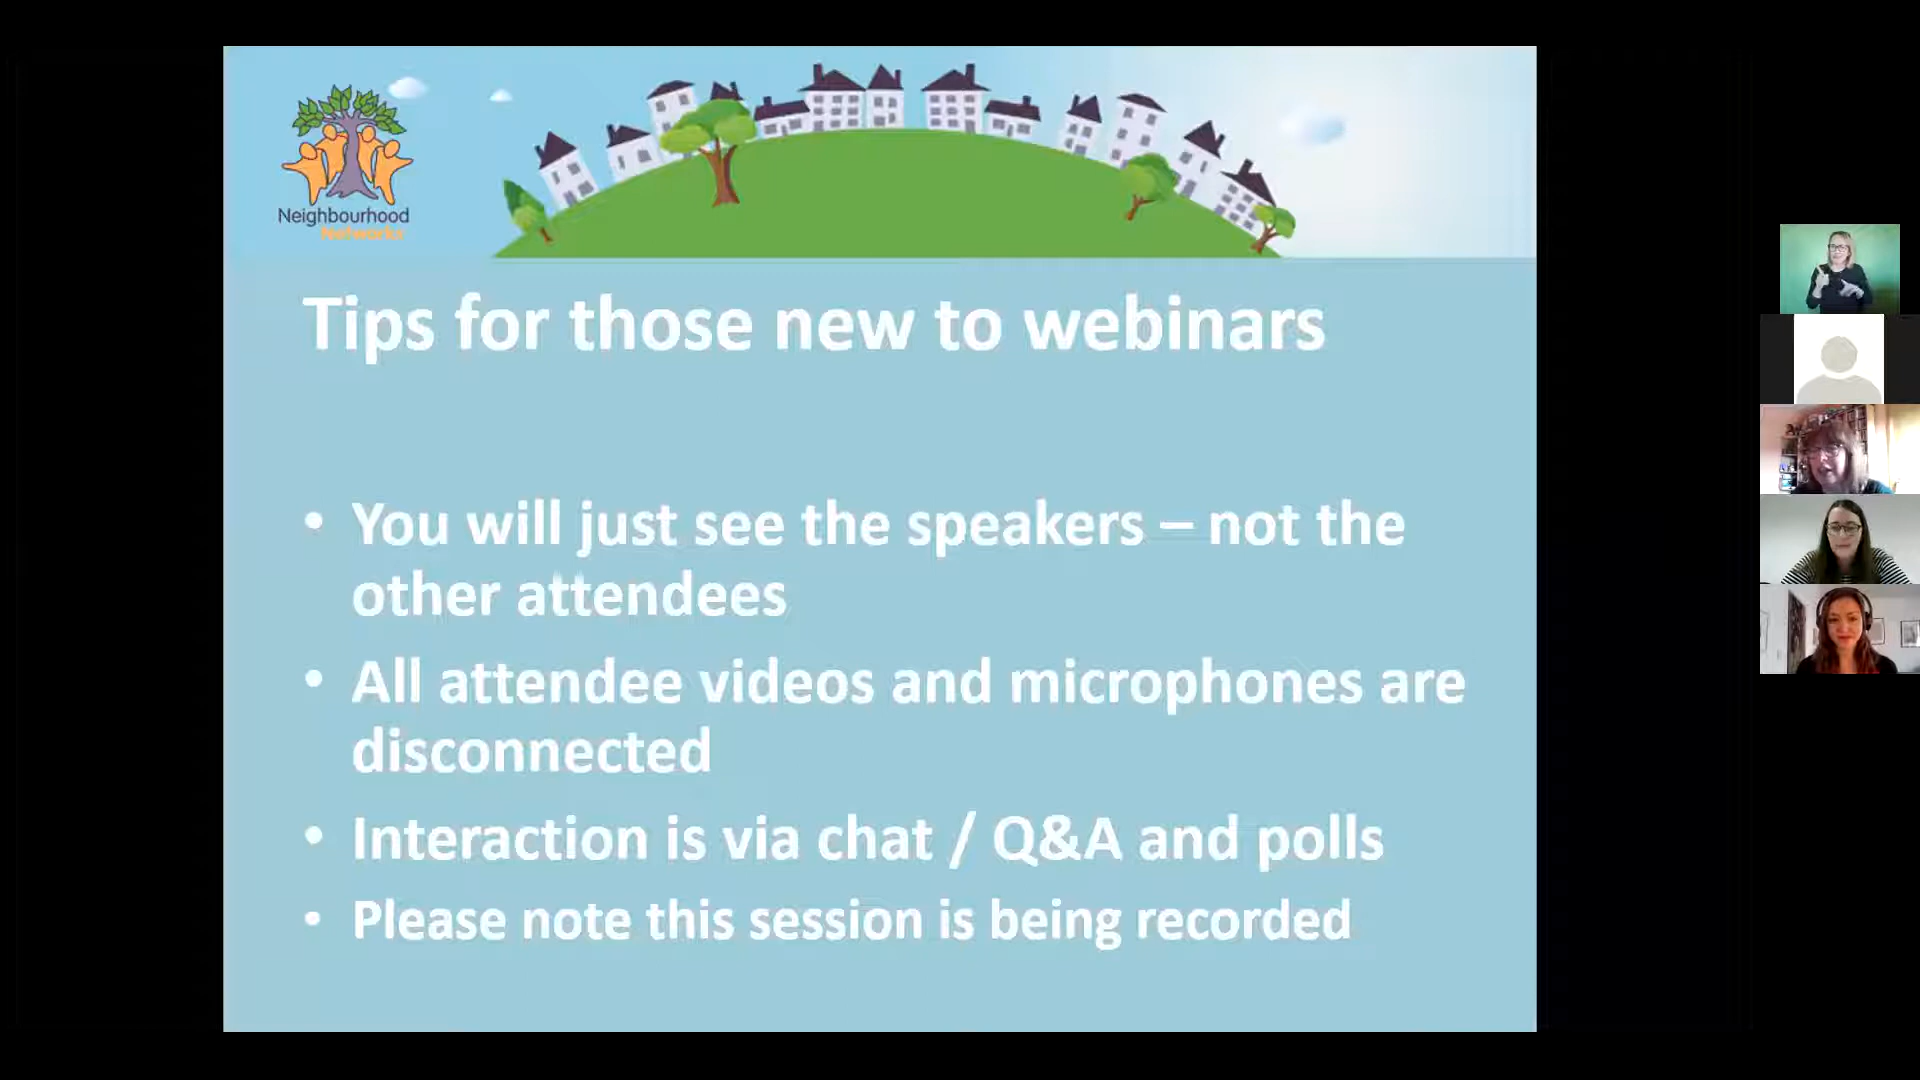 Neighbourhood
Networks
Tips for those new to webinars
• You will just see the speakers – not the
other attendees
• All attendee videos and microphones are
disconnected
• Interaction is via chat / Q&A and polls
• Please note this session is being recorded